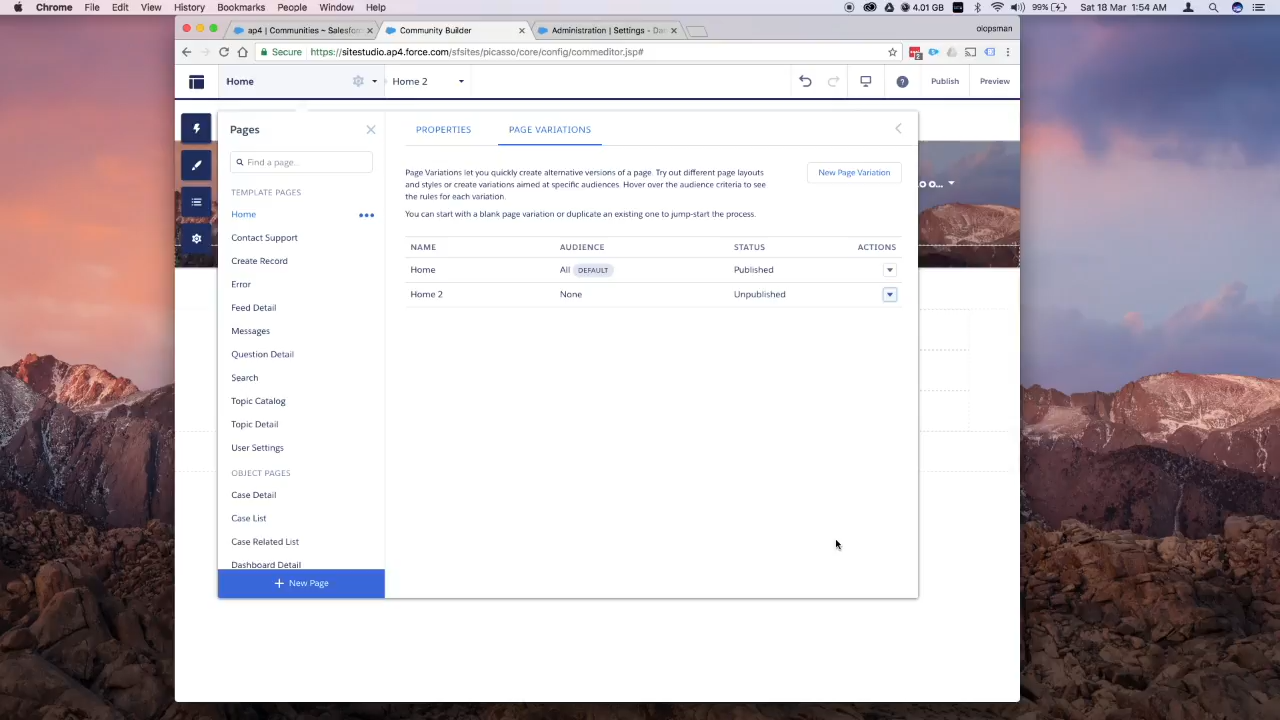 Chrome File Edit View History Bookmarks People Window Help
4.01 GB 99% Sat 18 Mar 1:54 AM
ap4 | Communities ~ Salesfor
Community Builder
Administration | Settings - Da
olopsman
Secure https://sitestudio.ap4.force.com/sfsites/picasso/core/config/commeditor.jsp#
Home
Home 2
Publish
Preview
Pages
Find a page...
TEMPLATE PAGES
Home
Contact Support
Create Record
Error
Feed Detail
Messages
Question Detail
Search
Topic Catalog
Topic Detail
User Settings
OBJECT PAGES
Case Detail
Case List
Case Related List
Dashboard Detail
New Page
PROPERTIES
PAGE VARIATIONS
Page Variations let you quickly create alternative versions of a page. Try out different page layouts
and styles or create variations aimed at specific audiences. Hover over the audience criteria to see
the rules for each variation.
New Page Variation
You can start with a blank page variation or duplicate an existing one to jump-start the process.
NAME AUDIENCE STATUS ACTIONS
Home All DEFAULT Published
Home 2 None Unpublished